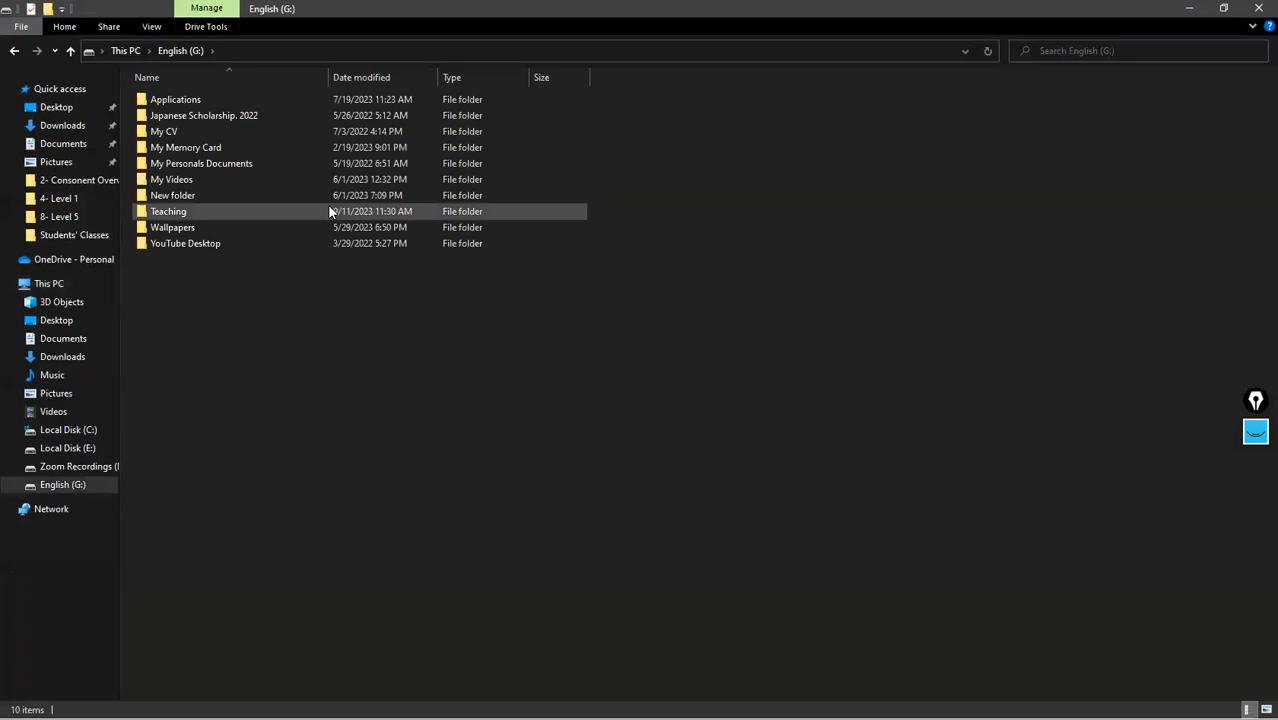 Manage English (G:)
File Home Share View Drive Tools
This PC English (G:) Search English (G:)
Quick access
Desktop
Downloads
Documents
Pictures
2- Consonent Over
4- Level 1
8- Level 5
Students' Classes
OneDrive - Personal
This PC
3D Objects
Desktop
Documents
Downloads
Music
Pictures
Videos
Local Disk (C:)
Local Disk (E:)
Zoom Recordings (
English (G:)
Network
Name Date modified Type Size
Applications 7/19/2023 11:23 AM File folder
Japanese Scholarship. 2022 5/26/2022 5:12 AM File folder
My CV 7/3/2022 4:14 PM File folder
My Memory Card 2/19/2023 9:01 PM File folder
My Personals Documents 5/19/2022 6:51 AM File folder
My Videos 6/1/2023 12:32 PM File folder
New folder 6/1/2023 7:09 PM File folder
Teaching /11/2023 11:30 AM File folder
Wallpapers 5/29/2023 6:50 PM File folder
YouTube Desktop 3/29/2022 5:27 PM File folder
10 items